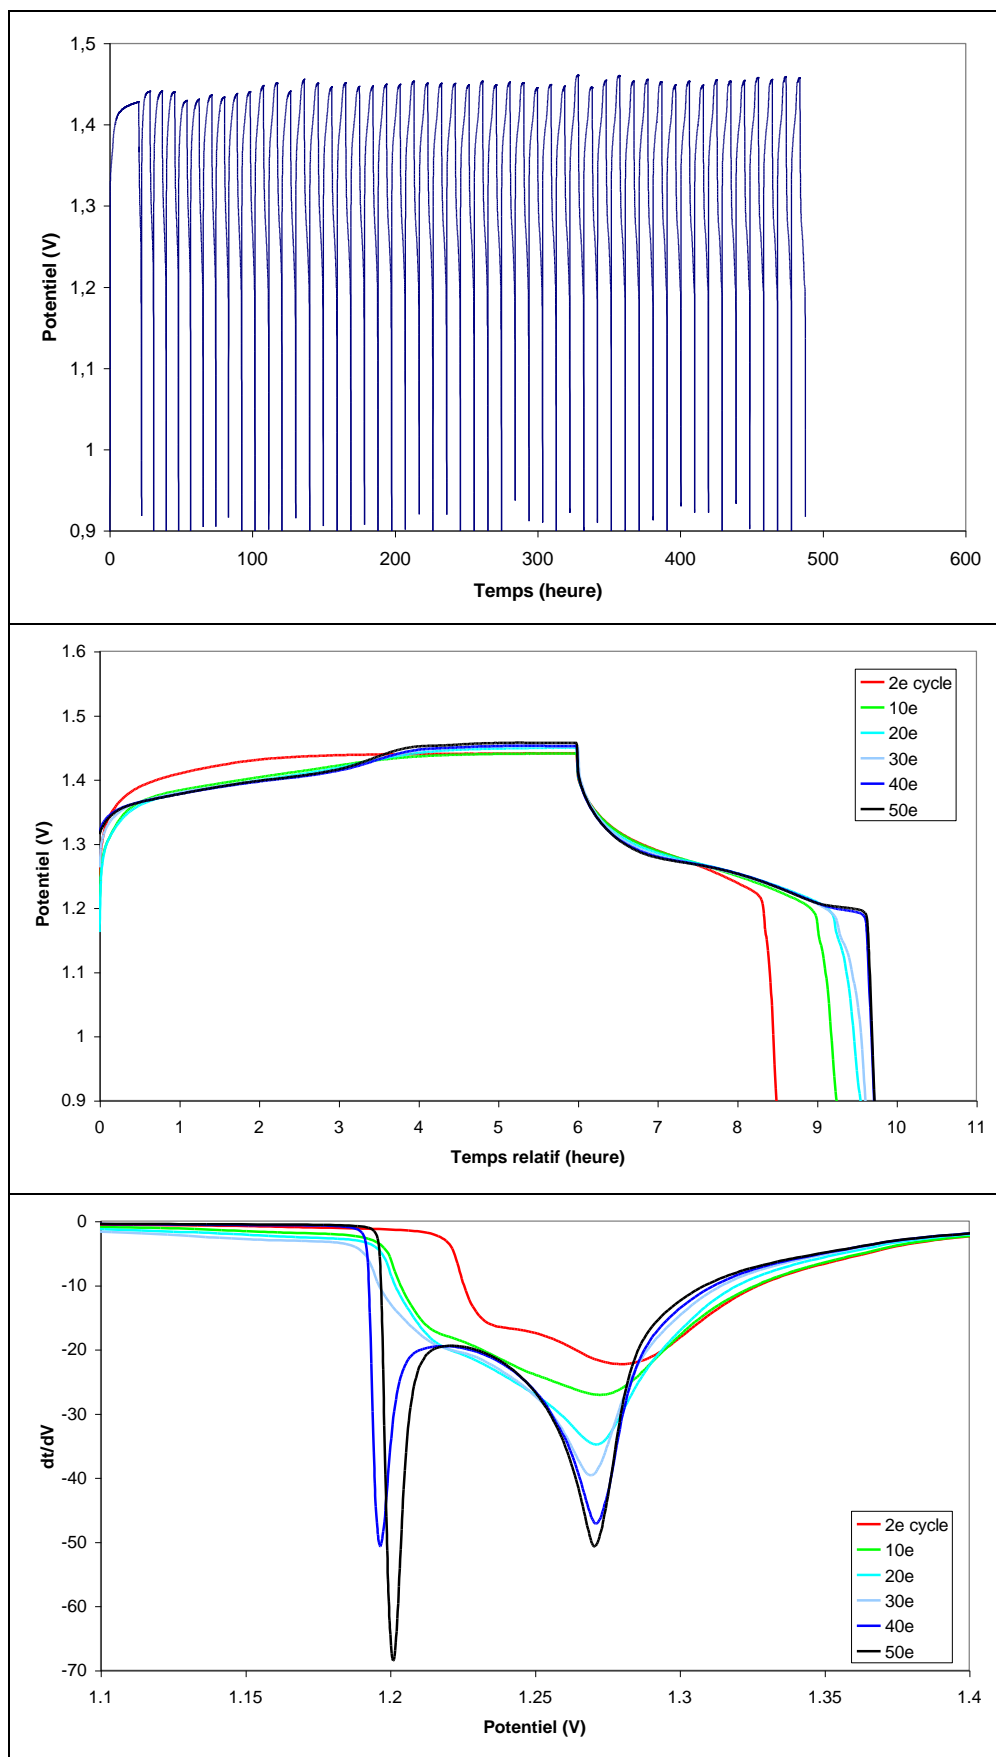 1,5
1,4
1,3
1,2
1,1
1
0,9
Potentiel (V)
0
100
200
300
400
500
600
Temps (heure)
1.6
1.5
1.4
1.3
1.2
1.1
1
0.9
Potentiel (V)
2e cycle
10e
20e
30e
40e
50e
0
1
2
3
4
5
6
7
8
9
10
11
Temps relatif (heure)
0
-10
-20
-30
-40
-50
-60
-70
dt/dV
2e cycle
10e
20e
30e
40e
50e
1.1
1.15
1.2
1.25
1.3
1.35
1.4
Potentiel (V)